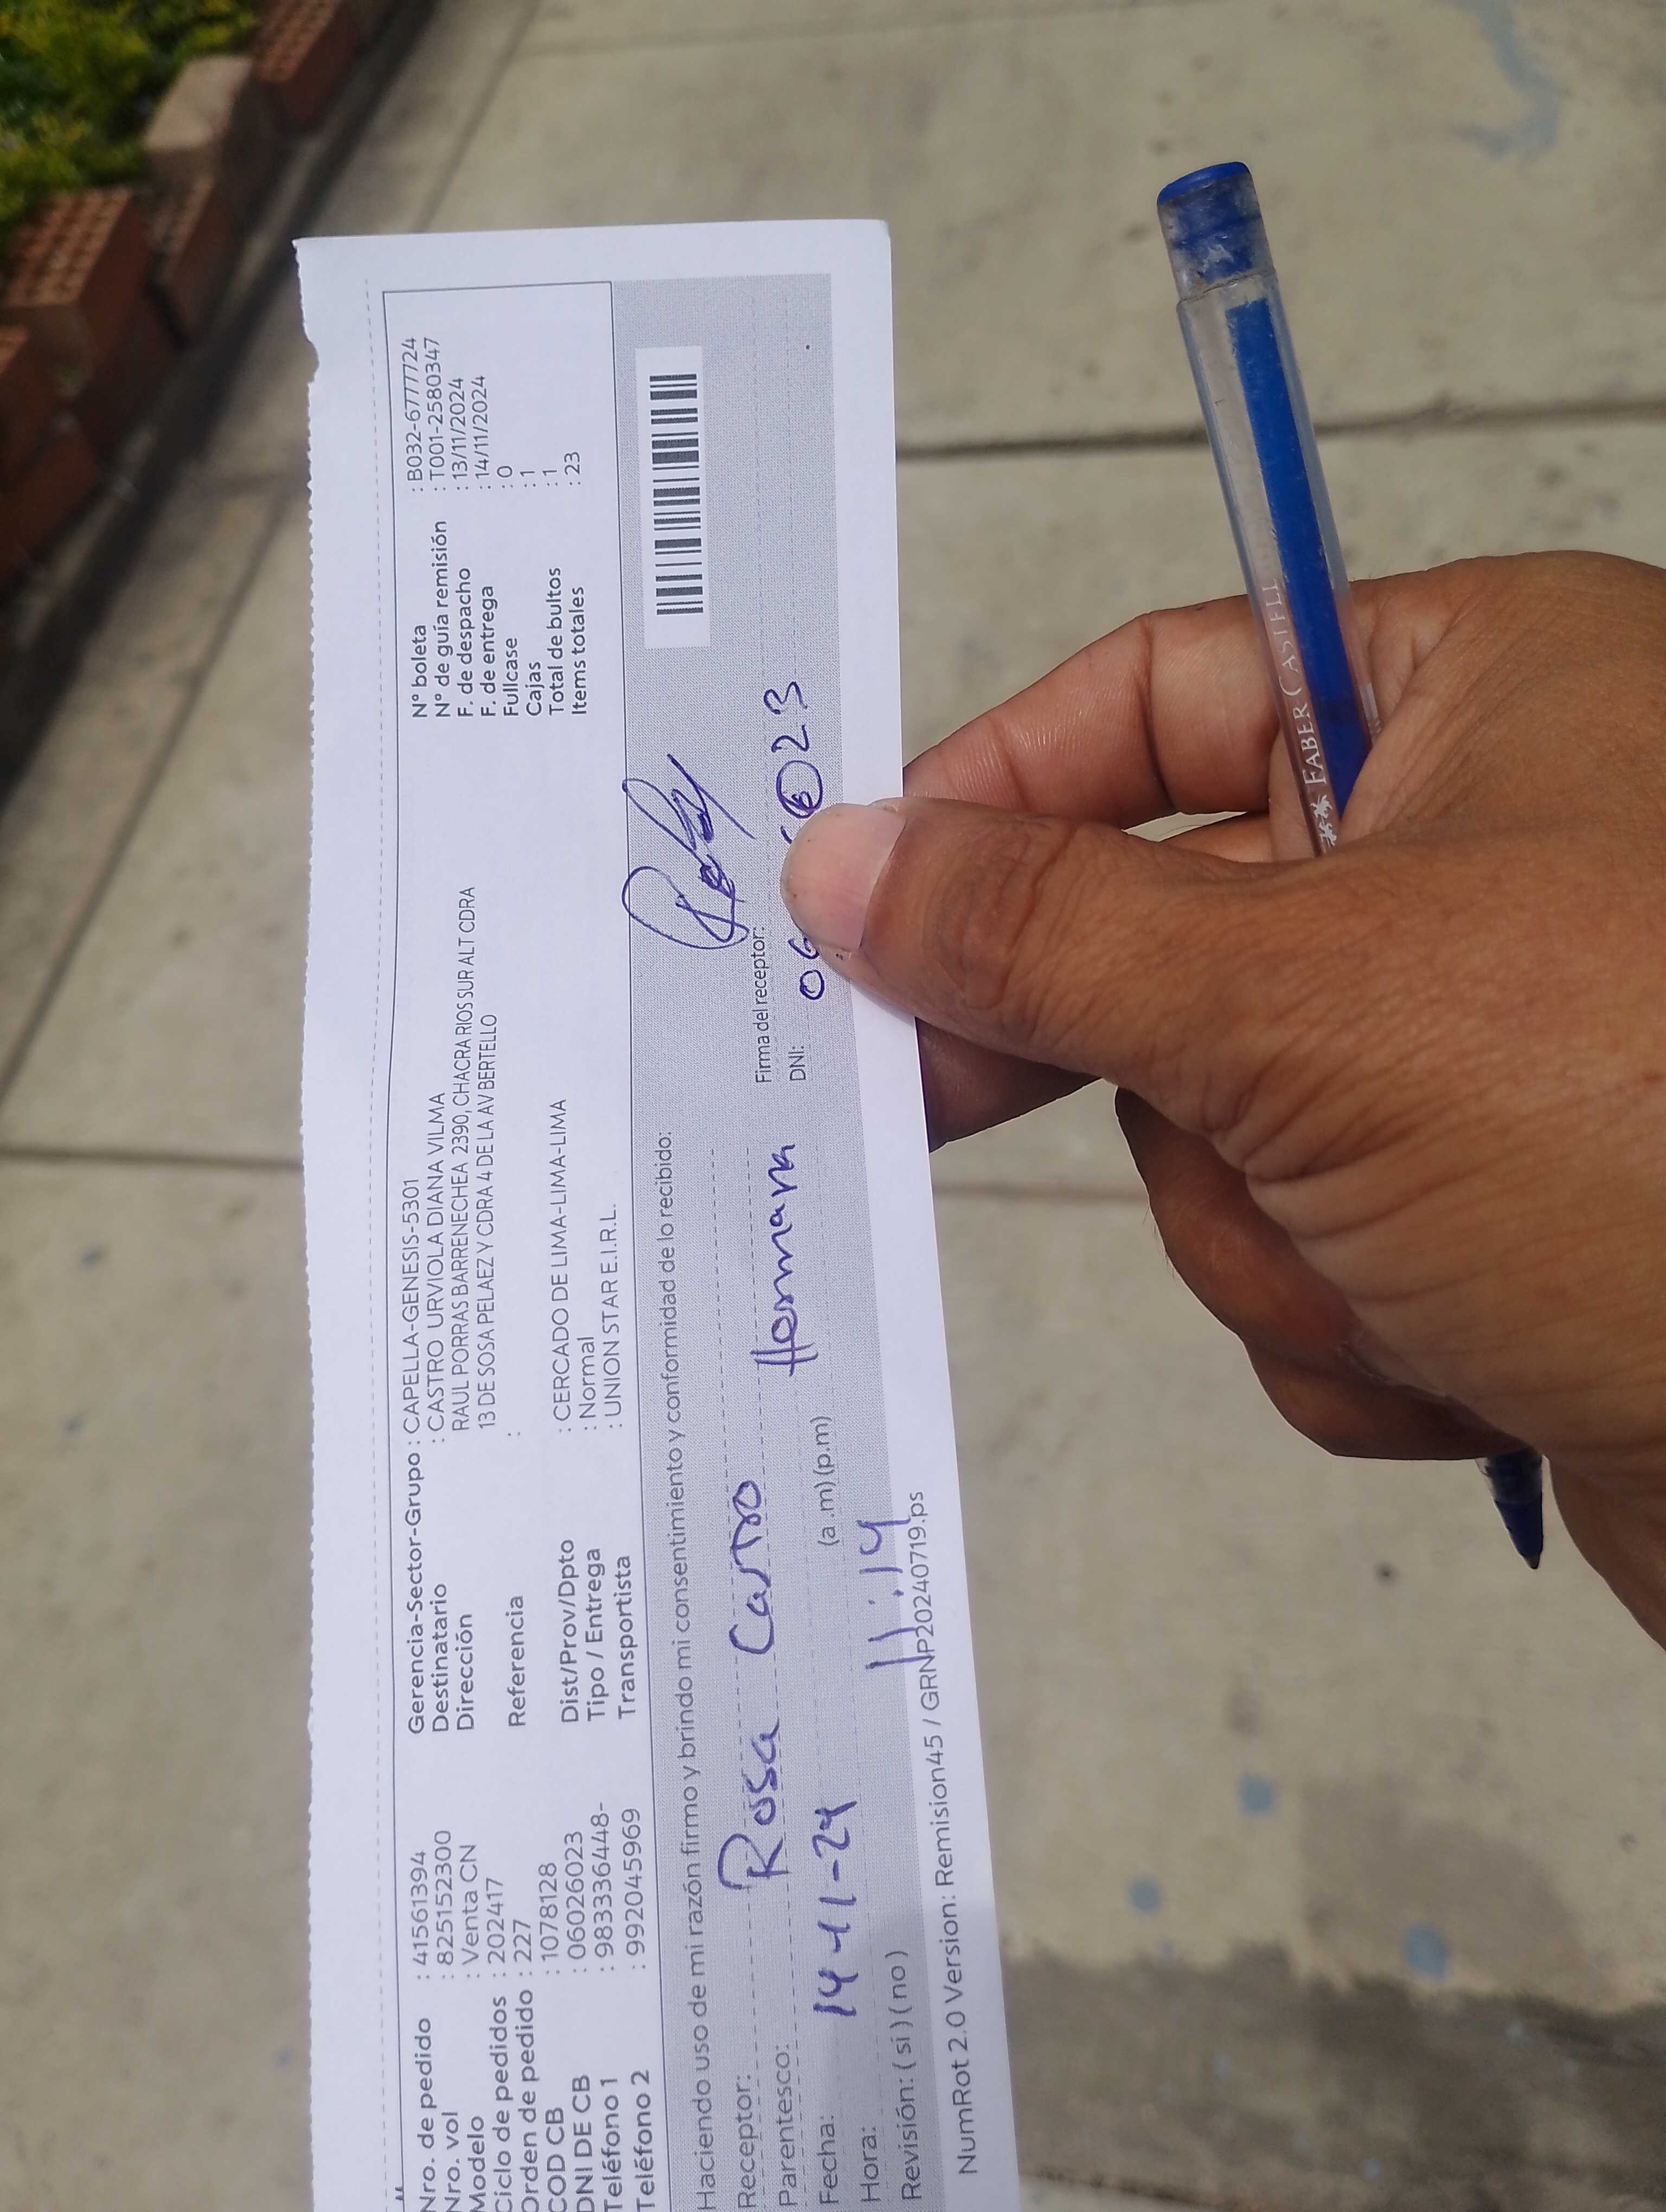 Nro. de pedido : 41561394
Nro. vol : 825152300
Modelo : Venta CN
Ciclo de pedidos : 202417
Orden de pedido : 227
COD CB : 1078128
DNI DE CB : 06026023
Teléfono 1 : 983336448-
Teléfono 2 : 992045969
Gerencia-Sector-Grupo : CAPELLA-GENESIS-5301
Destinatario : CASTRO URVIOLA DIANA VILMA
Dirección RAUL PORRAS BARRENECHEA 2390, CHACRA RIOS SUR ALT CDRA
13 DE SOSA PELAEZ Y CDRA 4 DE LA AV BERTELLO
Referencia :
Dist/Prov/Dpto : CERCADO DE LIMA-LIMA-LIMA
Tipo / Entrega : Normal
Transportista : UNION STAR E.I.R.L.
N° boleta : B032-6777724
N° de guía remisión : T001-2580347
F. de despacho : 13/11/2024
F. de entrega : 14/11/2024
Fullcase : 0
Cajas : 1
Total de bultos : 1
Items totales : 23
Haciendo uso de mi razón firmo y brindo mi consentimiento y conformidad de lo recibido:
Receptor: Rosa Castro
Parentesco: Hermana
Fecha: 14-11-24 (a.m) (p.m)
Hora: 11:14
Revisión: ( si ) ( no )
Firma del receptor:
DNI: 06 023
NumRot 2.0 Version: Remision45 / GRNP20240719.ps
FABER CASTELL